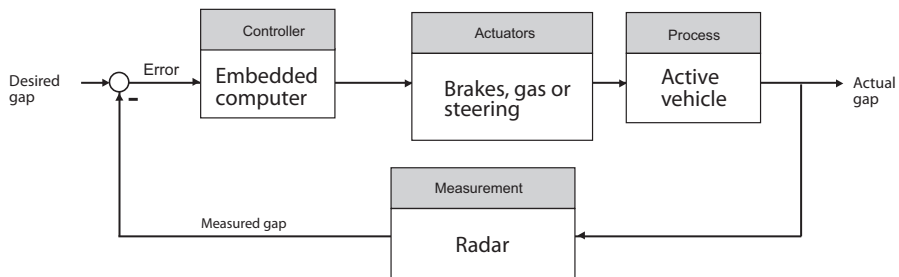 Controller
Actuators
Process
Desired
gap
Error
Embedded
computer
Brakes, gas or
steering
Active
vehicle
Actual
gap
-
Measurement
Measured gap
Radar